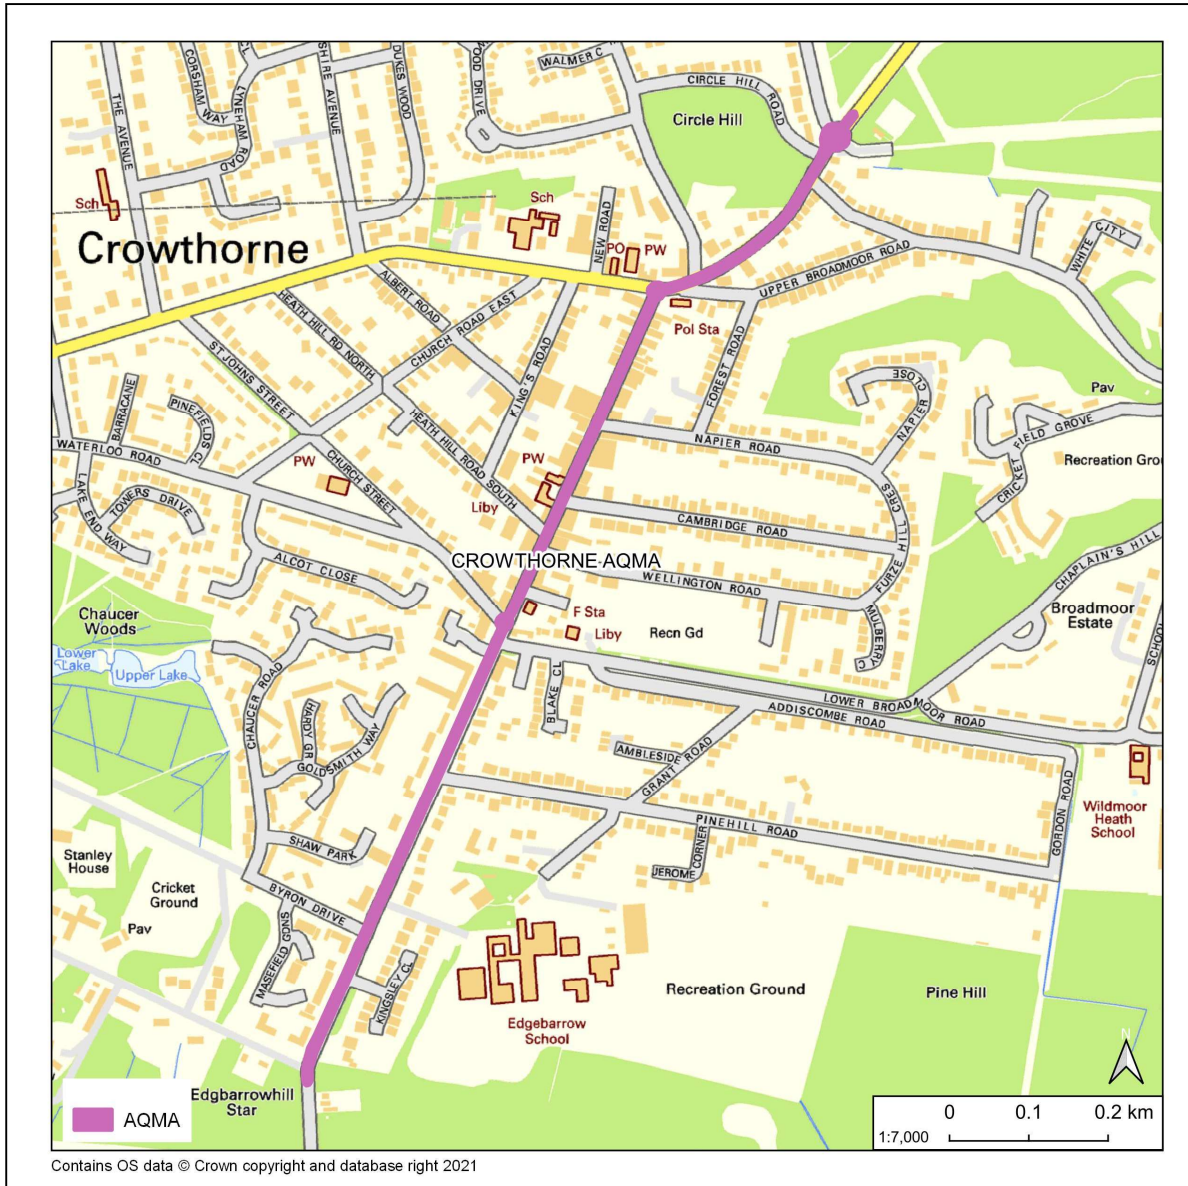 WALMER C
CIRCLE HILL ROAD
Circle Hill
THE AVENUE
CORSHAM WAY
LYNEHAM ROAD
CL
SHIRE AVENUE
DUKES WOOD
OOD DRIVE
Sch
Sch
Crowthorne
NEW ROAD
PO
PW
UPPER BROADMOOR ROAD
WHITE CITY
ALBERT ROAD
HEATH HILL RD NORTH
CHURCH ROAD EAST
Pol Sta
ST JOHNS STREET
KING'S ROAD
FOREST ROAD
NAPIER CLOSE
Pav
BARRACANE
PINEFIELDS CL
HEATH HILL ROAD SOUTH
NAPIER ROAD
CRICKET FIELD GROVE
Recreation Grou
WATERLOO ROAD
PW
CHURCH STREET
PW
Liby
LAKE END WAY
TOWERS DRIVE
CAMBRIDGE ROAD
FURZE HILL CRES
CHAPLAIN'S HILL
CROWTHORNE AQMA
ALCOT CLOSE
WELLINGTON ROAD
MULBERRY C
Broadmoor
Estate
Chaucer
Woods
F Sta
Liby
Recn Gd
SCHOOL
Lower
Lake
Upper Lake
CHAUCER ROAD
HARDY GR
GOLDSMITH WAY
BLAKE CL
LOWER BROADMOOR ROAD
ADDISCOMBE ROAD
AMBLESIDE
GRANT ROAD
GORDON ROAD
Wildmoor
Heath
School
PINEHILL ROAD
SHAW PARK
JEROME CORNER
Stanley
House
Cricket
Ground
BYRON DRIVE
Pav
MASEFIELD GDNS
KINGSLEY CL
Recreation Ground
Pine Hill
Edgebarrow
School
Edgbarrowhill
Star
N
AQMA
0 0.1 0.2 km
1:7,000
Contains OS data © Crown copyright and database right 2021